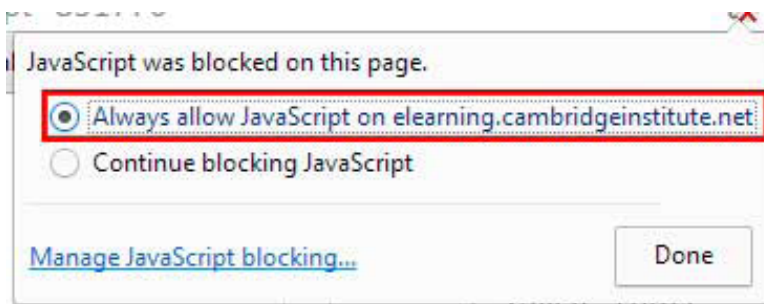 JavaScript was blocked on this page.
Always allow JavaScript on elearning.cambridgeinstitute.net
Continue blocking JavaScript
Manage JavaScript blocking...
Done